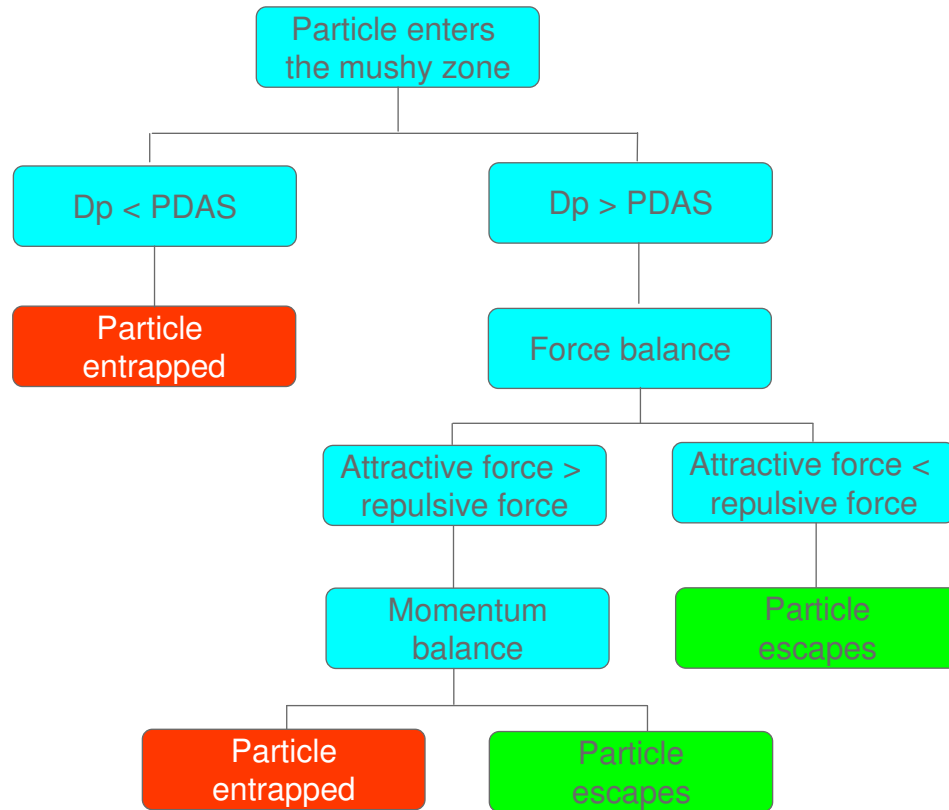 Particle enters
the mushy zone
Dp < PDAS
Dp > PDAS
Particle
entrapped
Force balance
Attractive force >
repulsive force
Attractive force <
repulsive force
Momentum
balance
Particle
escapes
Particle
entrapped
Particle
escapes